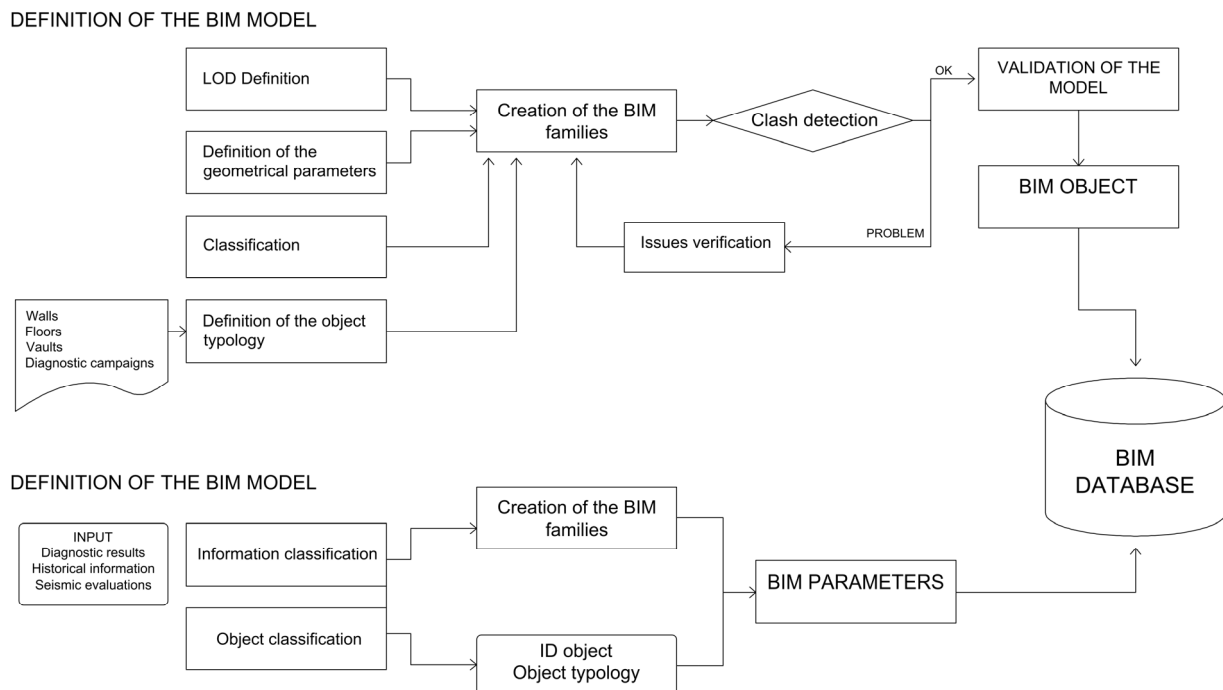 DEFINITION OF THE BIM MODEL
LOD Definition
Definition of the
geometrical parameters
Classification
Walls
Floors
Vaults
Diagnostic campaigns
Definition of the object
typology
Creation of the BIM
families
Clash detection
OK
PROBLEM
Issues verification
VALIDATION OF THE
MODEL
BIM OBJECT
BIM
DATABASE
DEFINITION OF THE BIM MODEL
INPUT
Diagnostic results
Historical information
Seismic evaluations
Information classification
Object classification
Creation of the BIM
families
ID object
Object typology
BIM PARAMETERS